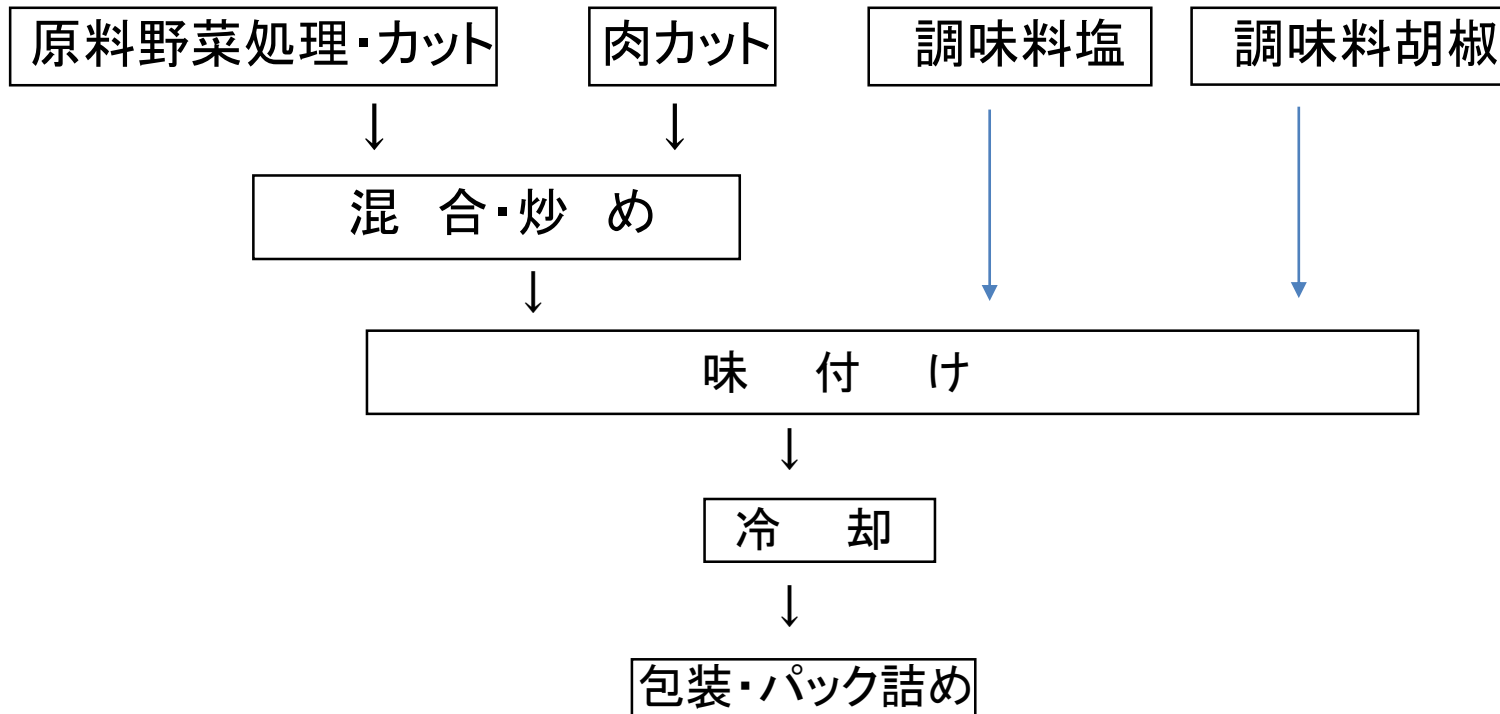 原料野菜処理・カット
肉カット
調味料塩
調味料胡椒
↓ ↓
混 合・炒 め
↓
味 付 け
↓
冷 却
↓
包装・パック詰め